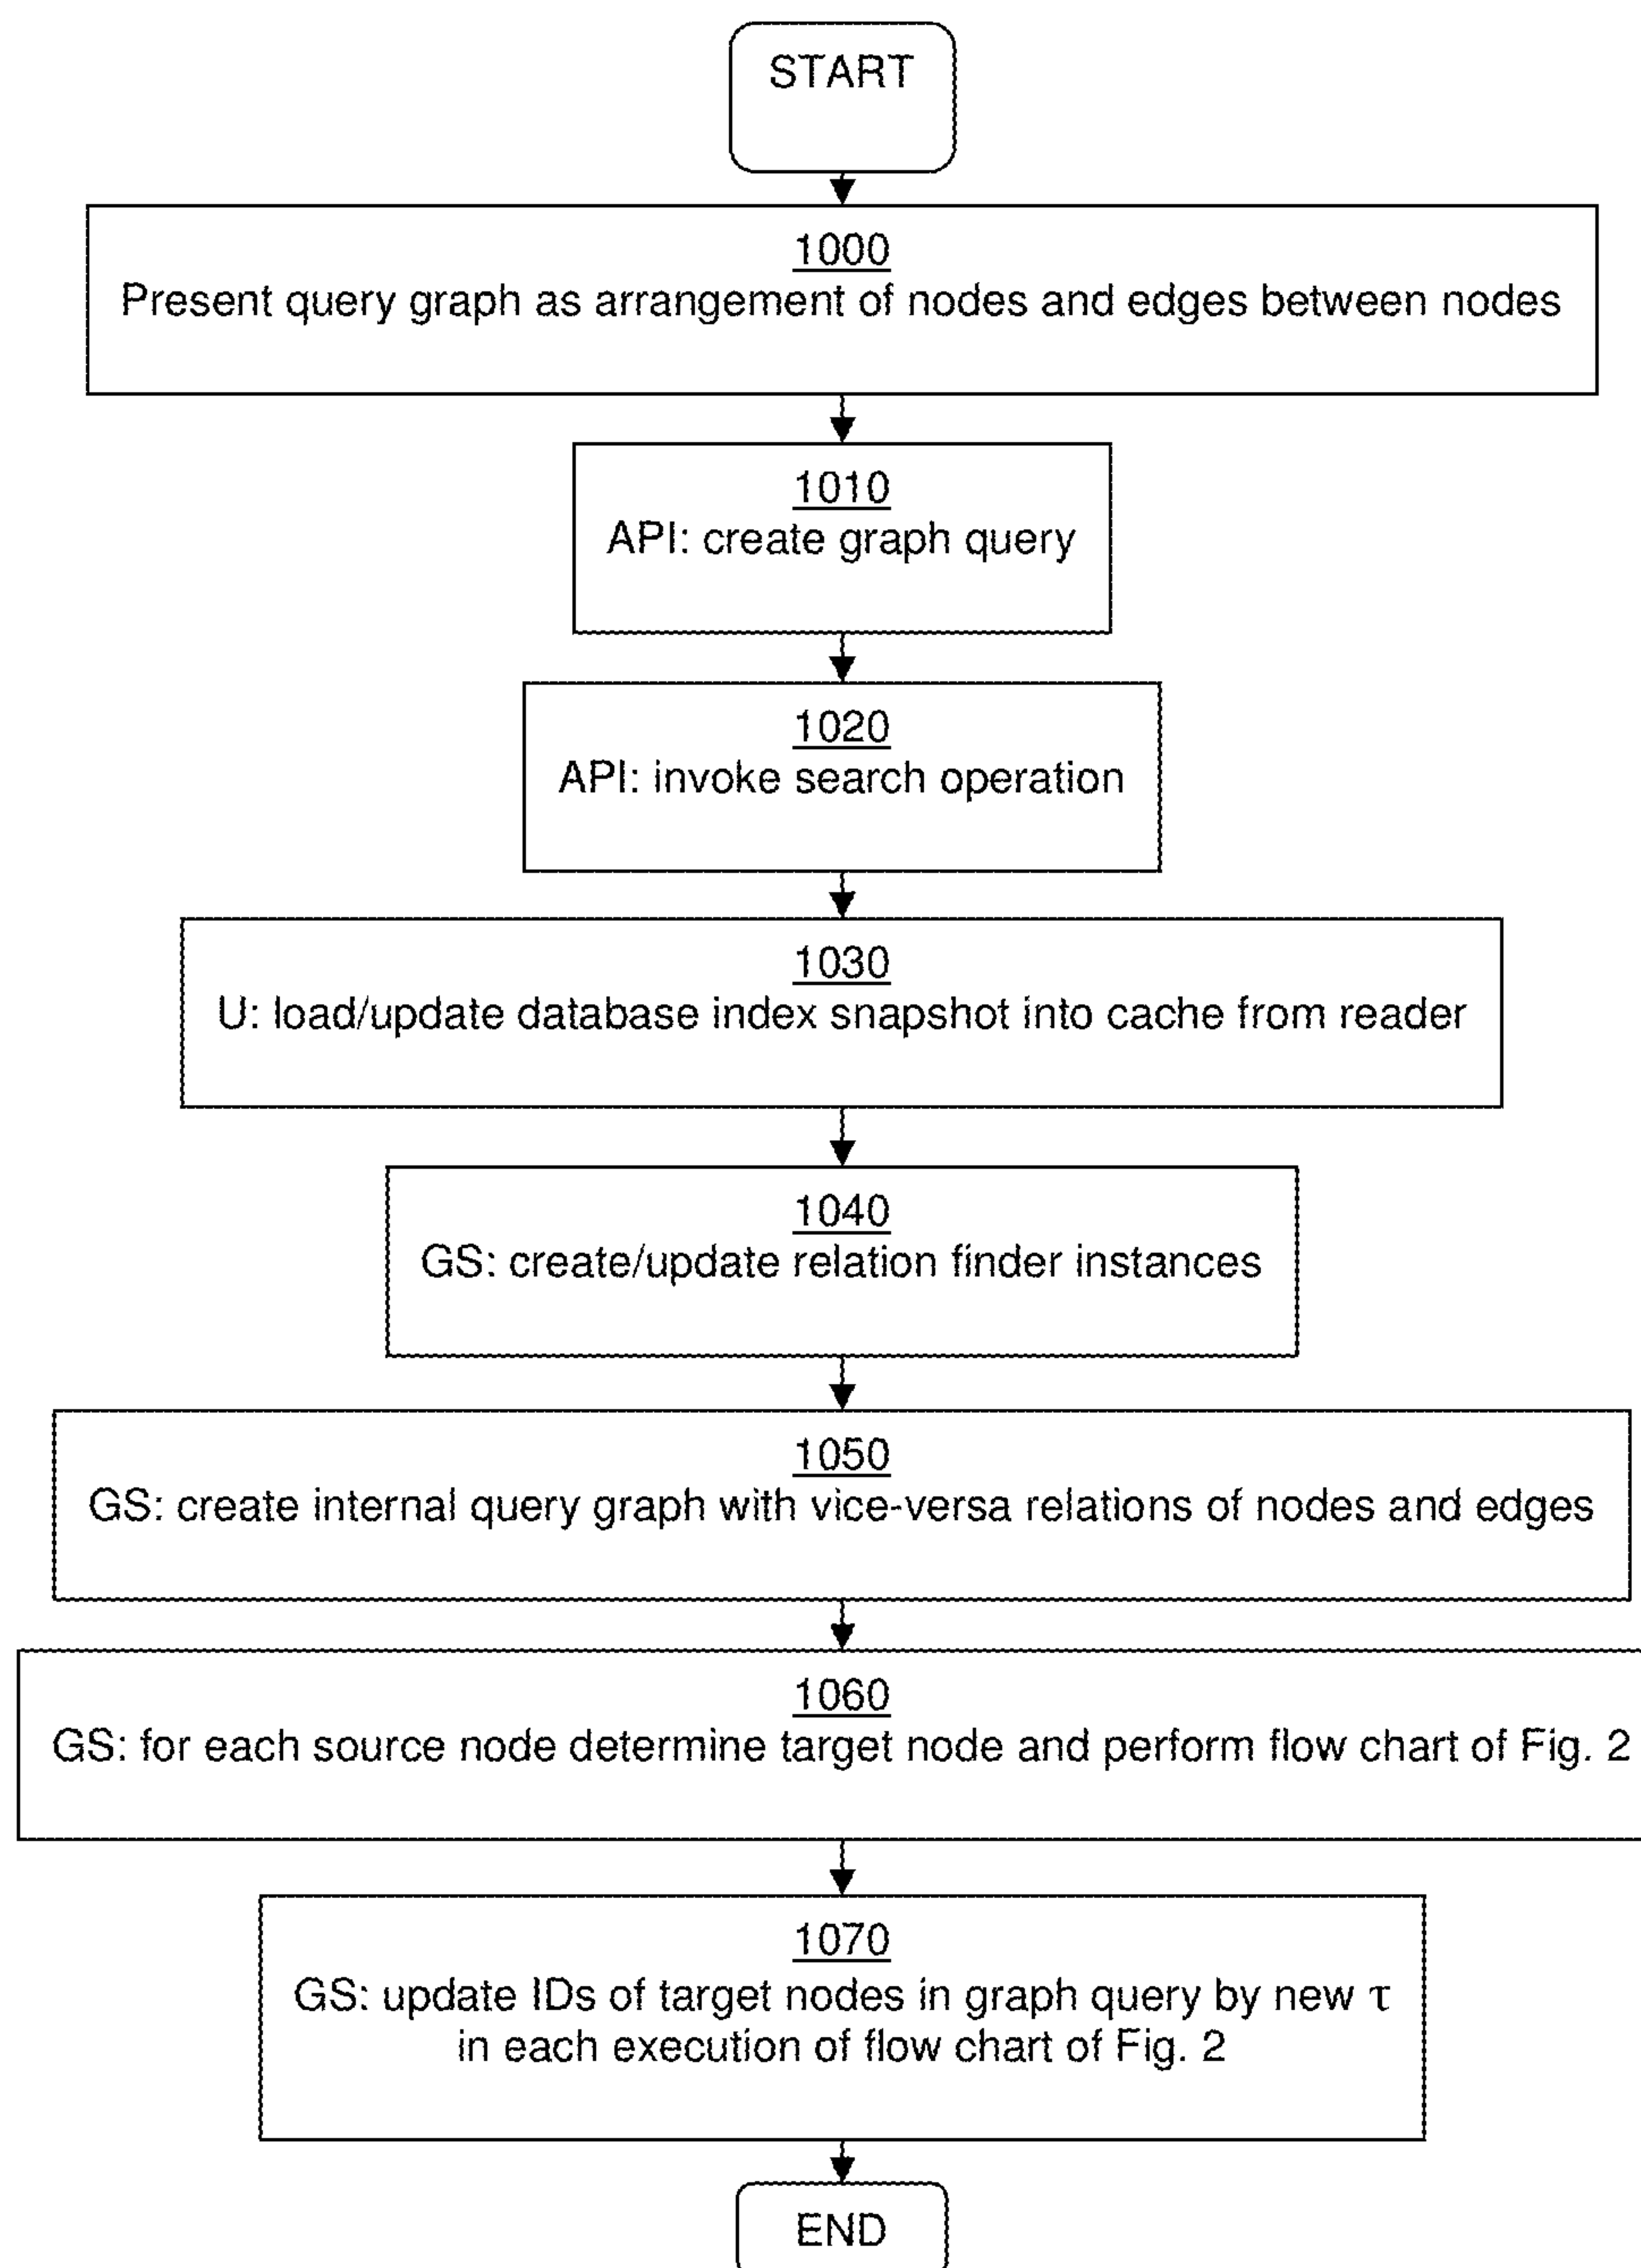 START
1000
Present query graph as arrangement of nodes and edges between nodes
1010
API: create graph query
1020
API: invoke search operation
1030
U: load/update database index snapshot into cache from reader
1040
GS: create/update relation finder instances
1050
GS: create internal query graph with vice-versa relations of nodes and edges
1060
GS: for each source node determine target node and perform flow chart of Fig. 2
1070
GS: update IDs of target nodes in graph query by new τ
in each execution of flow chart of Fig. 2
END